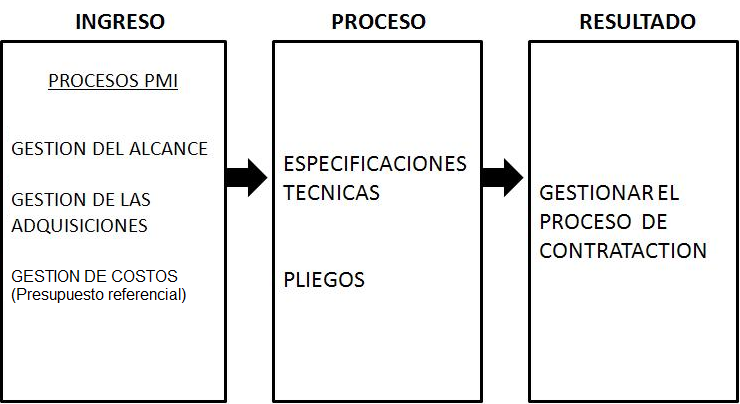 INGRESO
PROCESOS PMI
GESTION DEL ALCANCE
GESTION DE LAS
ADQUISICIONES
GESTION DE COSTOS
(Presupuesto referencial)
PROCESO
ESPECIFICACIONES
TECNICAS
PLIEGOS
RESULTADO
GESTIONAR EL
PROCESO DE
CONTRATACTION